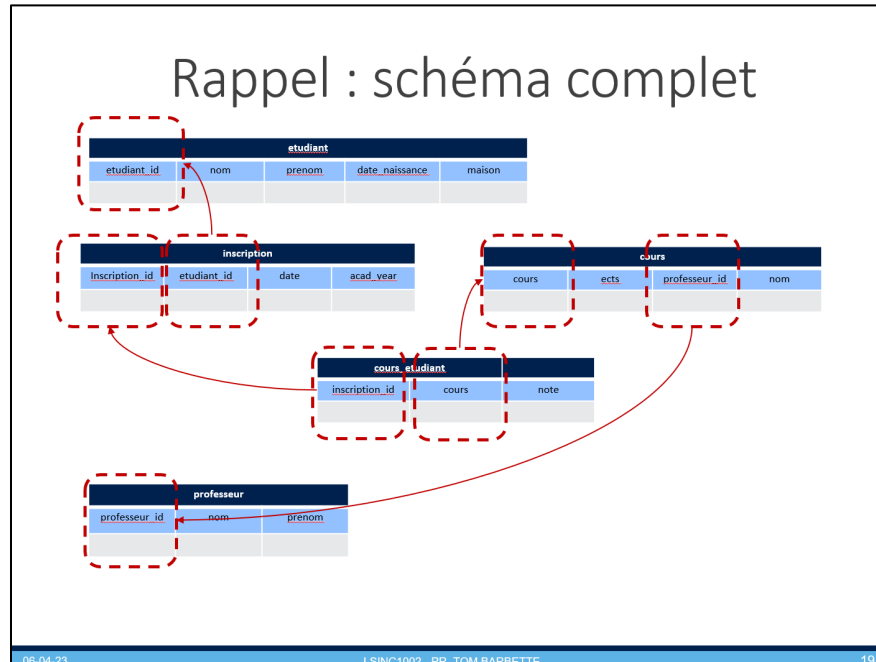 Rappel : schéma complet
etudiant
etudiant_id nom prenom date_naissance maison
inscription
Inscription_id etudiant_id date acad_year
cours
cours ects professeur_id nom
cours_etudiant
inscription_id cours note
professeur
professeur_id nom prenom
06-04-23 LSINC1002 - PR. TOM BARBETTE 19